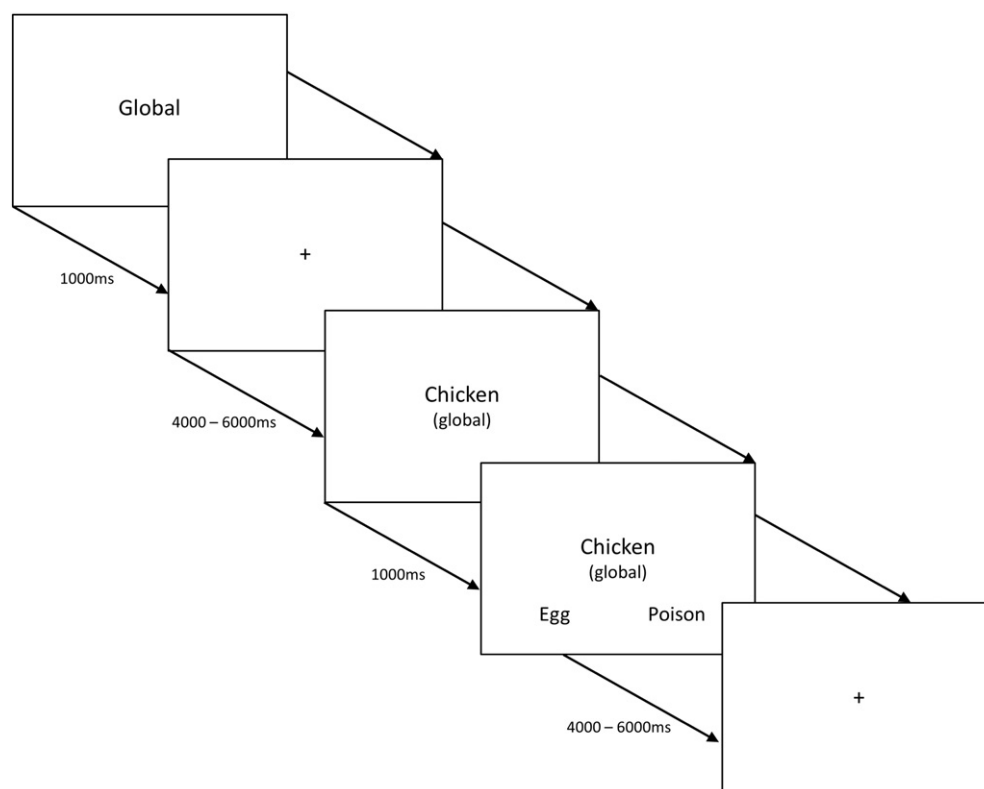 Global
+
1000ms
Chicken
(global)
4000 – 6000ms
Chicken
(global)
1000ms
Egg Poison
+
4000 – 6000ms